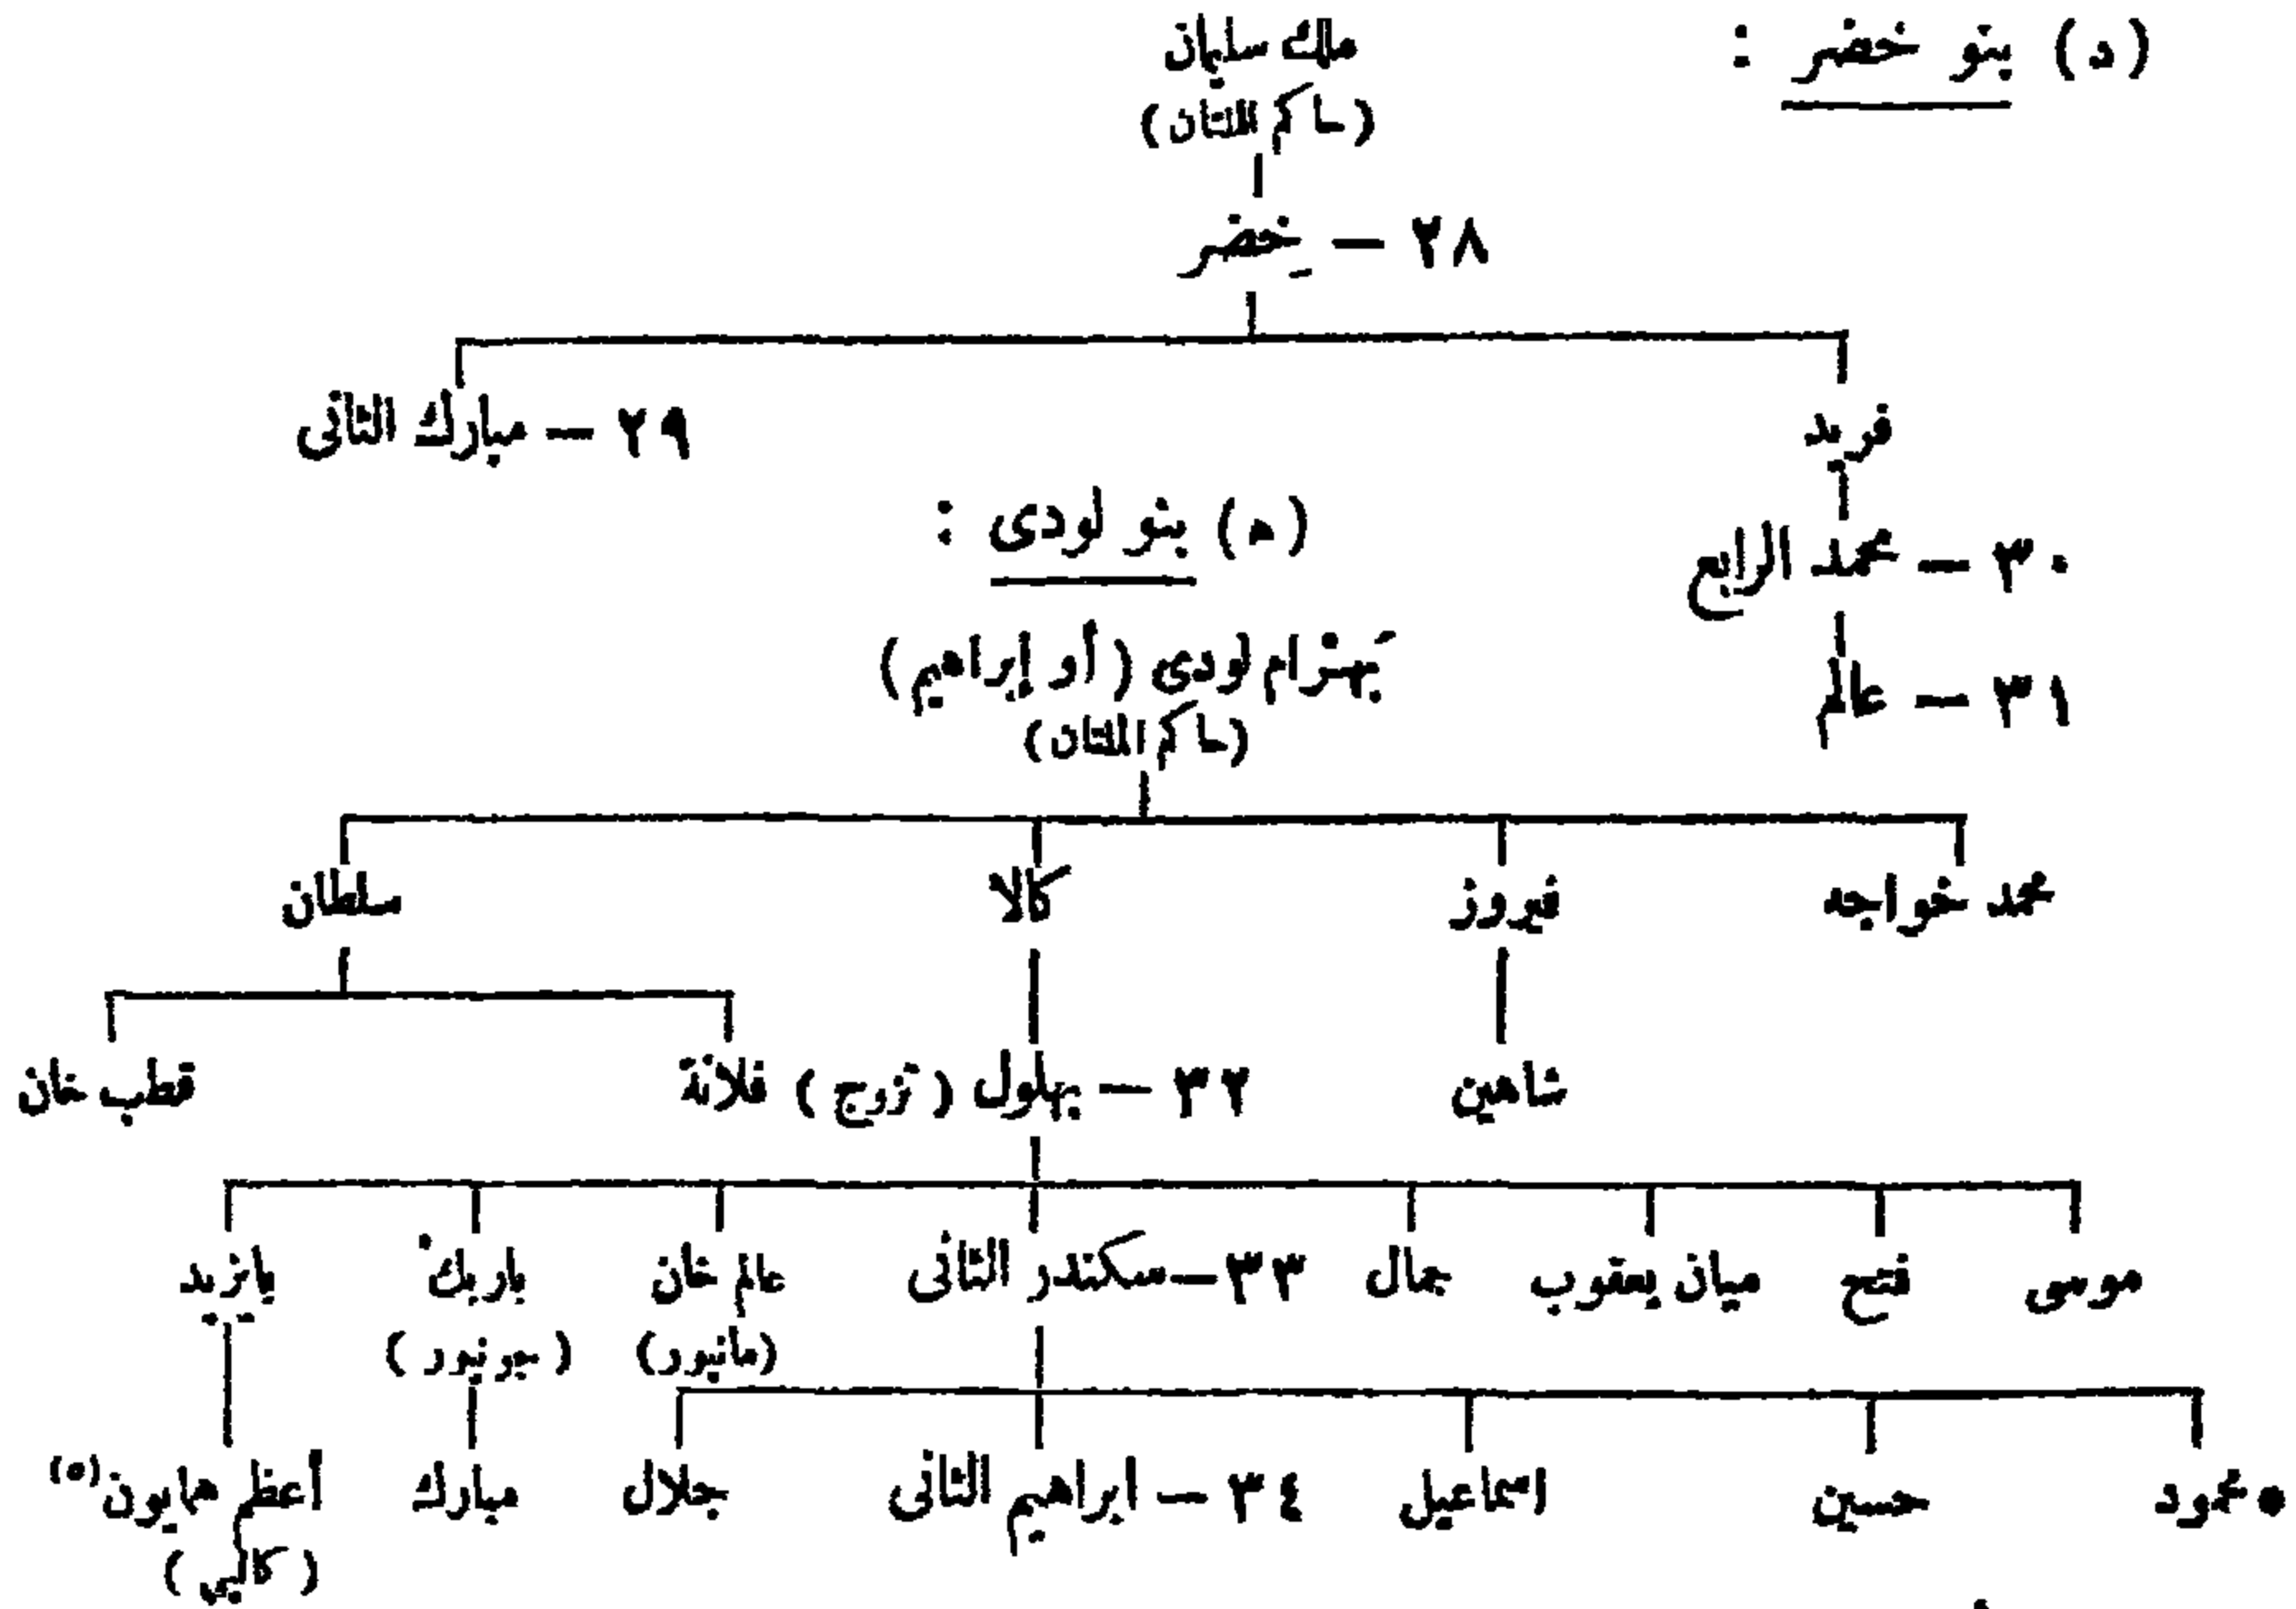 (د) بنو خضر :
ملك سليمان
(حاكم الملتان)
٢٨ — خِضر
فريد
٢٩ — مبارك الثانى
(ه) بنو لودى :
٣٠ — محمد الرابع
بَهرام لودى (أو إبراهيم)
٣١ — عالم
(حاكم الملتان)
محمد خواجه فيروز كالا سلطان
شاهين ٣٢ — بهلول (تزوج) فلانة قطب خان
موسى فتح ميان يعقوب جمال ٣٣ — سكندر الثانى عالم خان باربك بايزيد
(مانپور) (جونپور)
• محمود حسين اسماعيل ٣٤ — ابراهيم الثانى جلال مبارك أعظم همايون (٥)
(كالپى)